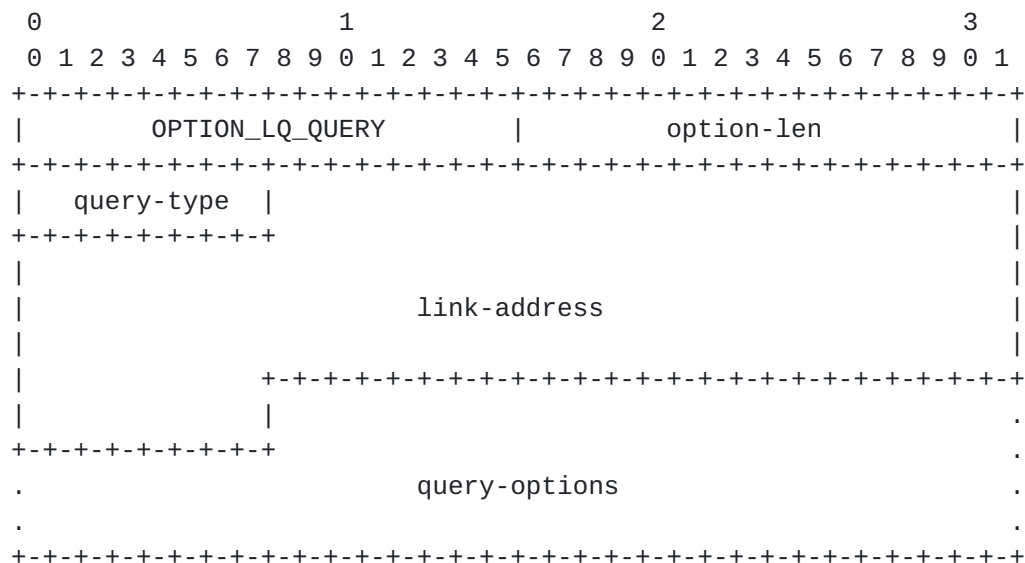 0                   1                   2                   3
 0 1 2 3 4 5 6 7 8 9 0 1 2 3 4 5 6 7 8 9 0 1 2 3 4 5 6 7 8 9 0 1
+-+-+-+-+-+-+-+-+-+-+-+-+-+-+-+-+-+-+-+-+-+-+-+-+-+-+-+-+-+-+-+-+
|        OPTION_LQ_QUERY        |         option-len            |
+-+-+-+-+-+-+-+-+-+-+-+-+-+-+-+-+-+-+-+-+-+-+-+-+-+-+-+-+-+-+-+-+
|   query-type  |                                               |
+-+-+-+-+-+-+-+-+                                               |
|                                                               |
|                         link-address                          |
|                                                               |
|               +-+-+-+-+-+-+-+-+-+-+-+-+-+-+-+-+-+-+-+-+-+-+-+-+
|               |                                               .
+-+-+-+-+-+-+-+-+                                               .
.                         query-options                         .
.                                                               .
+-+-+-+-+-+-+-+-+-+-+-+-+-+-+-+-+-+-+-+-+-+-+-+-+-+-+-+-+-+-+-+-+